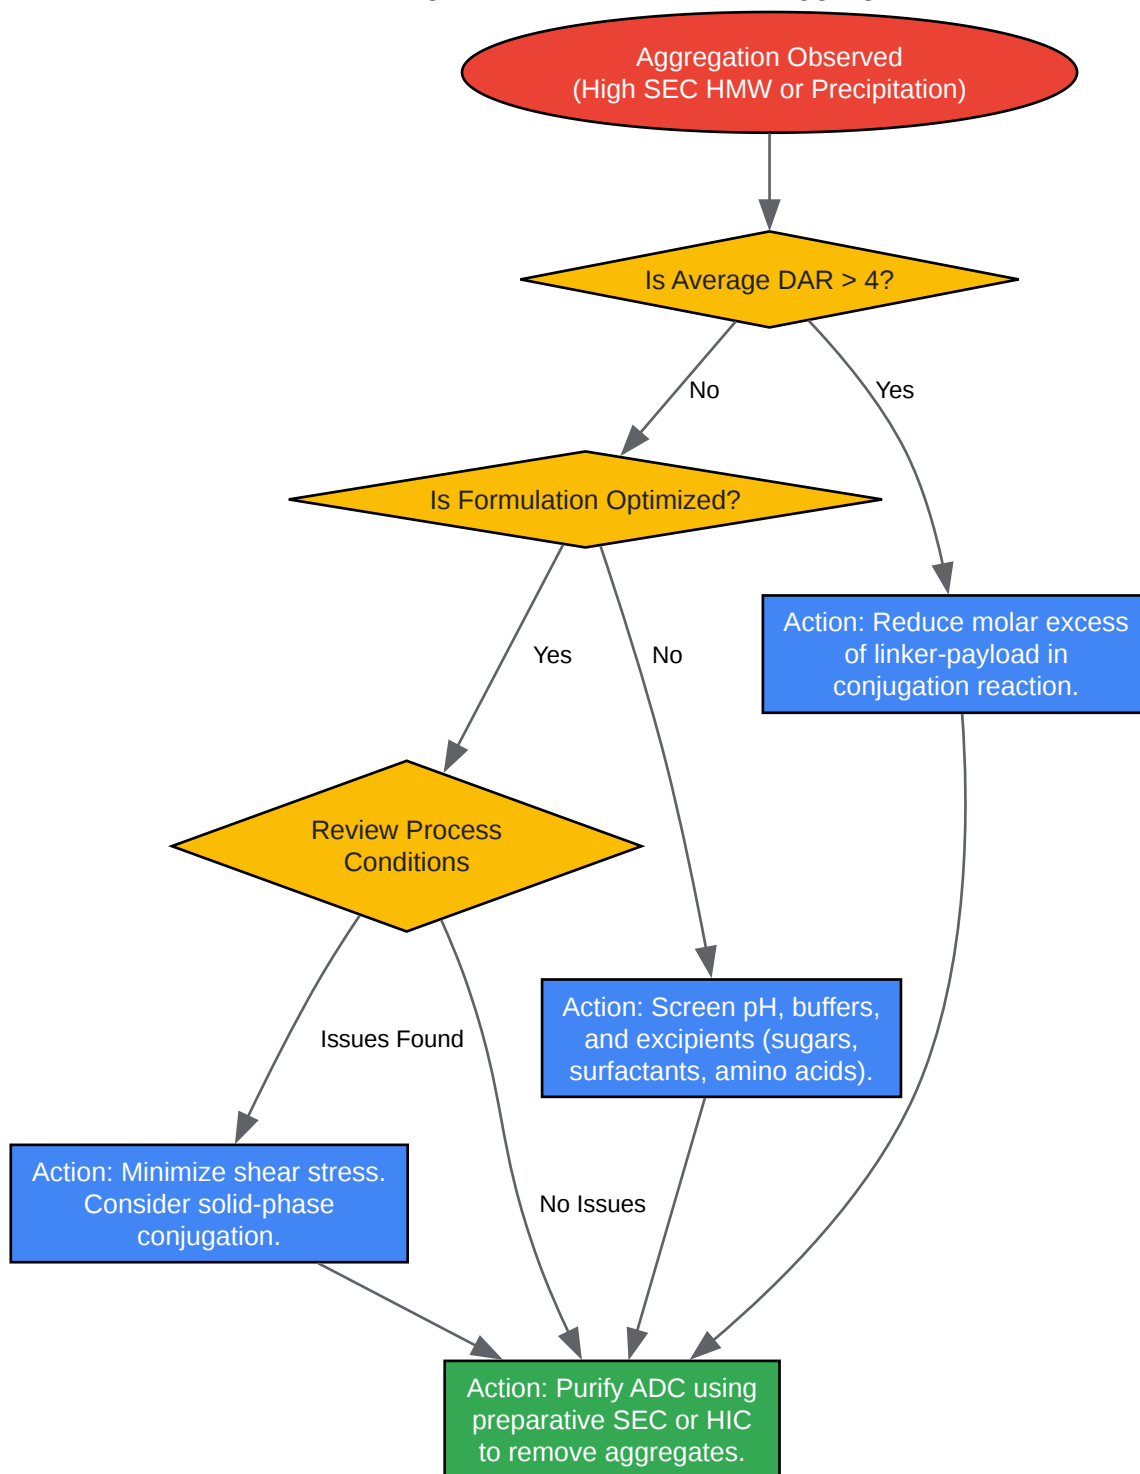 Aggregation Observed
(High SEC HMW or Precipitation)
Is Average DAR > 4?
No
Yes
Is Formulation Optimized?
Action: Reduce molar excess
of linker-payload in
conjugation reaction.
Yes
No
Review Process
Conditions
Action: Screen pH, buffers,
and excipients (sugars,
surfactants, amino acids).
Issues Found
No Issues
Action: Minimize shear stress.
Consider solid-phase
conjugation.
Action: Purify ADC using
preparative SEC or HIC
to remove aggregates.